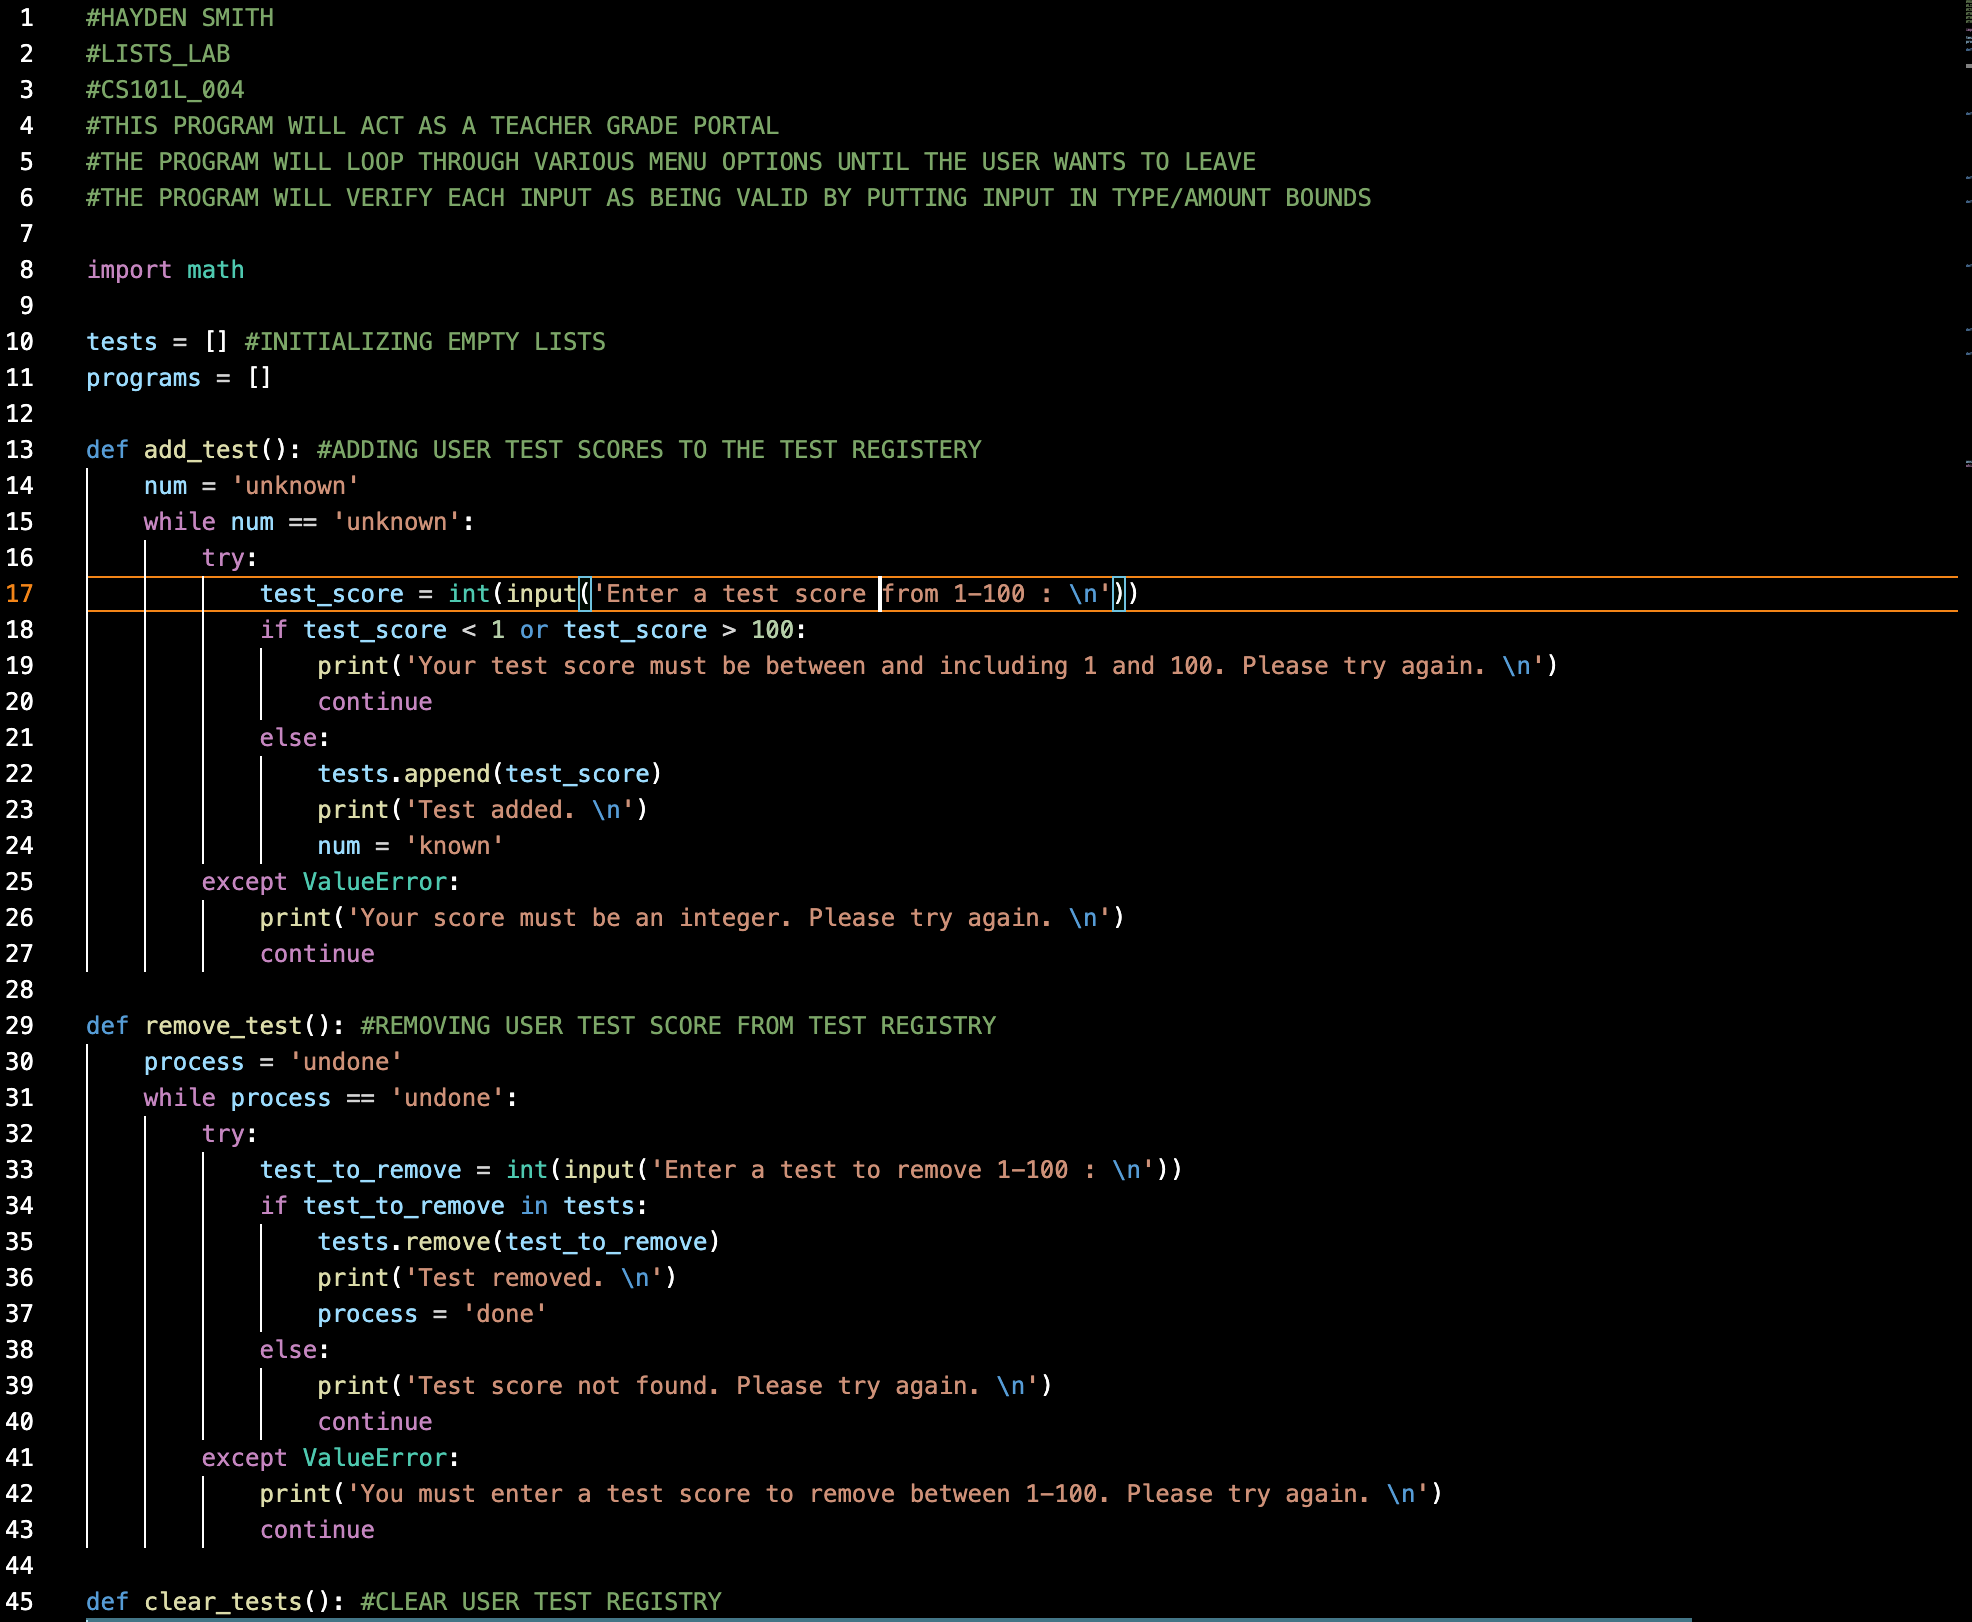 1 #HAYDEN SMITH
2 #LISTS_LAB
3 #CS101L_004
4 #THIS PROGRAM WILL ACT AS A TEACHER GRADE PORTAL
5 #THE PROGRAM WILL LOOP THROUGH VARIOUS MENU OPTIONS UNTIL THE USER WANTS TO LEAVE
6 #THE PROGRAM WILL VERIFY EACH INPUT AS BEING VALID BY PUTTING INPUT IN TYPE/AMOUNT BOUNDS
7
8 import math
9
10 tests = [] #INITIALIZING EMPTY LISTS
11 programs = []
12
13 def add_test(): #ADDING USER TEST SCORES TO THE TEST REGISTERY
14     num = 'unknown'
15     while num == 'unknown':
16         try:
17             test_score = int(input('Enter a test score from 1-100 : \n'))
18             if test_score < 1 or test_score > 100:
19                 print('Your test score must be between and including 1 and 100. Please try again. \n')
20                 continue
21             else:
22                 tests.append(test_score)
23                 print('Test added. \n')
24                 num = 'known'
25         except ValueError:
26             print('Your score must be an integer. Please try again. \n')
27             continue
28
29 def remove_test(): #REMOVING USER TEST SCORE FROM TEST REGISTRY
30     process = 'undone'
31     while process == 'undone':
32         try:
33             test_to_remove = int(input('Enter a test to remove 1-100 : \n'))
34             if test_to_remove in tests:
35                 tests.remove(test_to_remove)
36                 print('Test removed. \n')
37                 process = 'done'
38             else:
39                 print('Test score not found. Please try again. \n')
40                 continue
41         except ValueError:
42             print('You must enter a test score to remove between 1-100. Please try again. \n')
43             continue
44
45 def clear_tests(): #CLEAR USER TEST REGISTRY